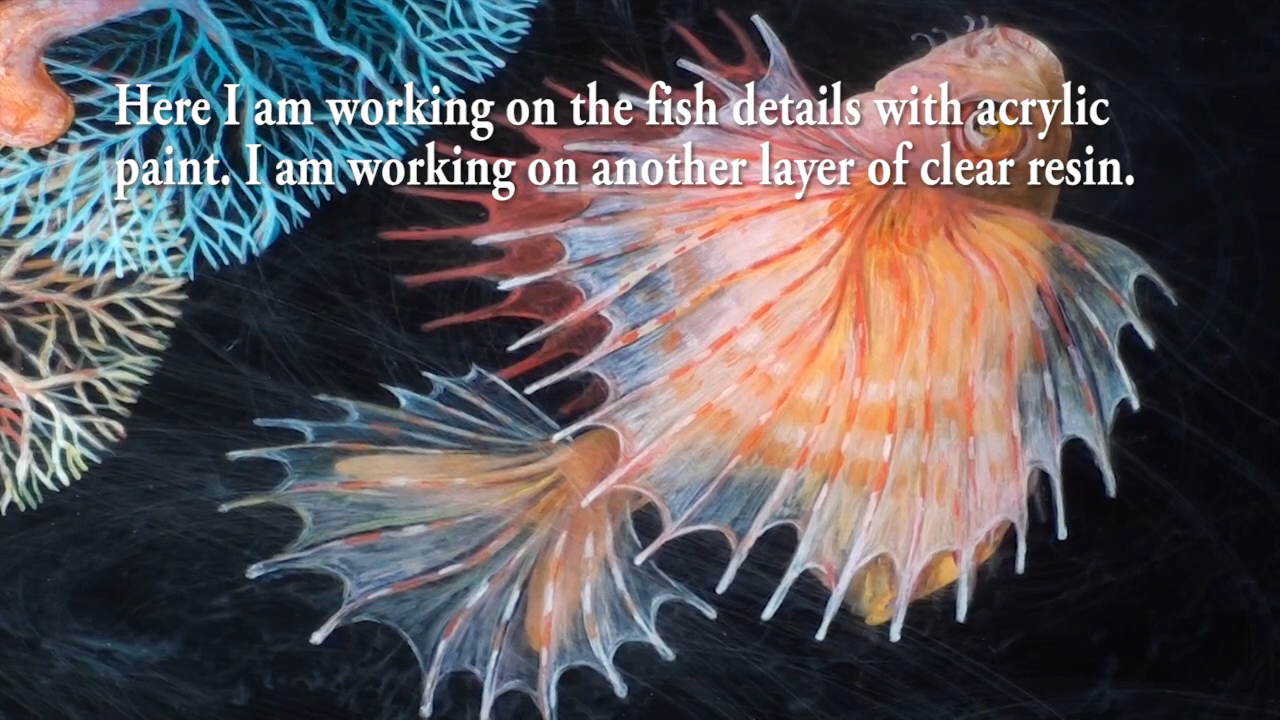 Here I am working on the fish details with acrylic
paint. I am working on another layer of clear resin.